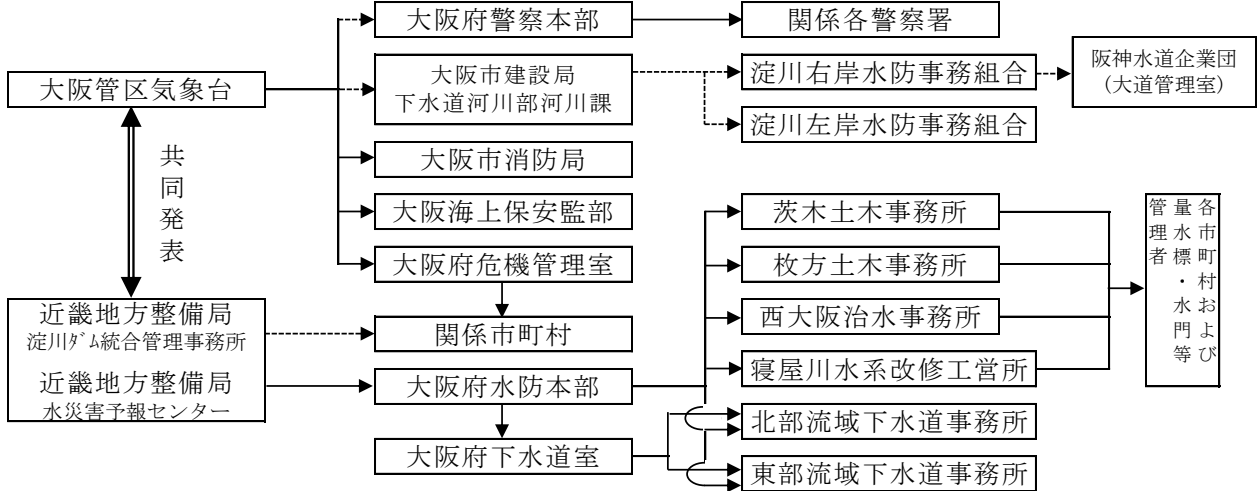 大阪府警察本部
関係各警察署
大阪管区気象台
大阪市建設局
下水道河川部河川課
淀川右岸水防事務組合
阪神水道企業団
(大道管理室)
淀川左岸水防事務組合
共同発表
大阪市消防局
大阪海上保安監部
大阪府危機管理室
茨木土木事務所
枚方土木事務所
西大阪治水事務所
寝屋川水系改修工営所
各市町村および
量水標・水門等
管理者
近畿地方整備局
淀川ﾀﾞﾑ統合管理事務所
近畿地方整備局
水災害予報センター
関係市町村
大阪府水防本部
大阪府下水道室
北部流域下水道事務所
東部流域下水道事務所